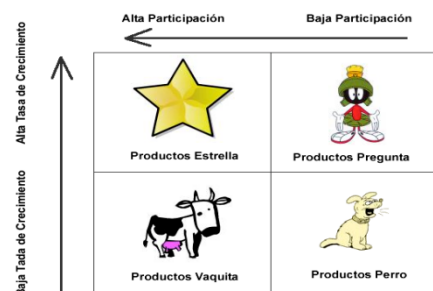 Alta Participación
Baja Participación
Alta Tasa de Crecimiento
Productos Estrella
Productos Pregunta
Baja Tada de Crecimiento
Productos Vaquita
Productos Perro